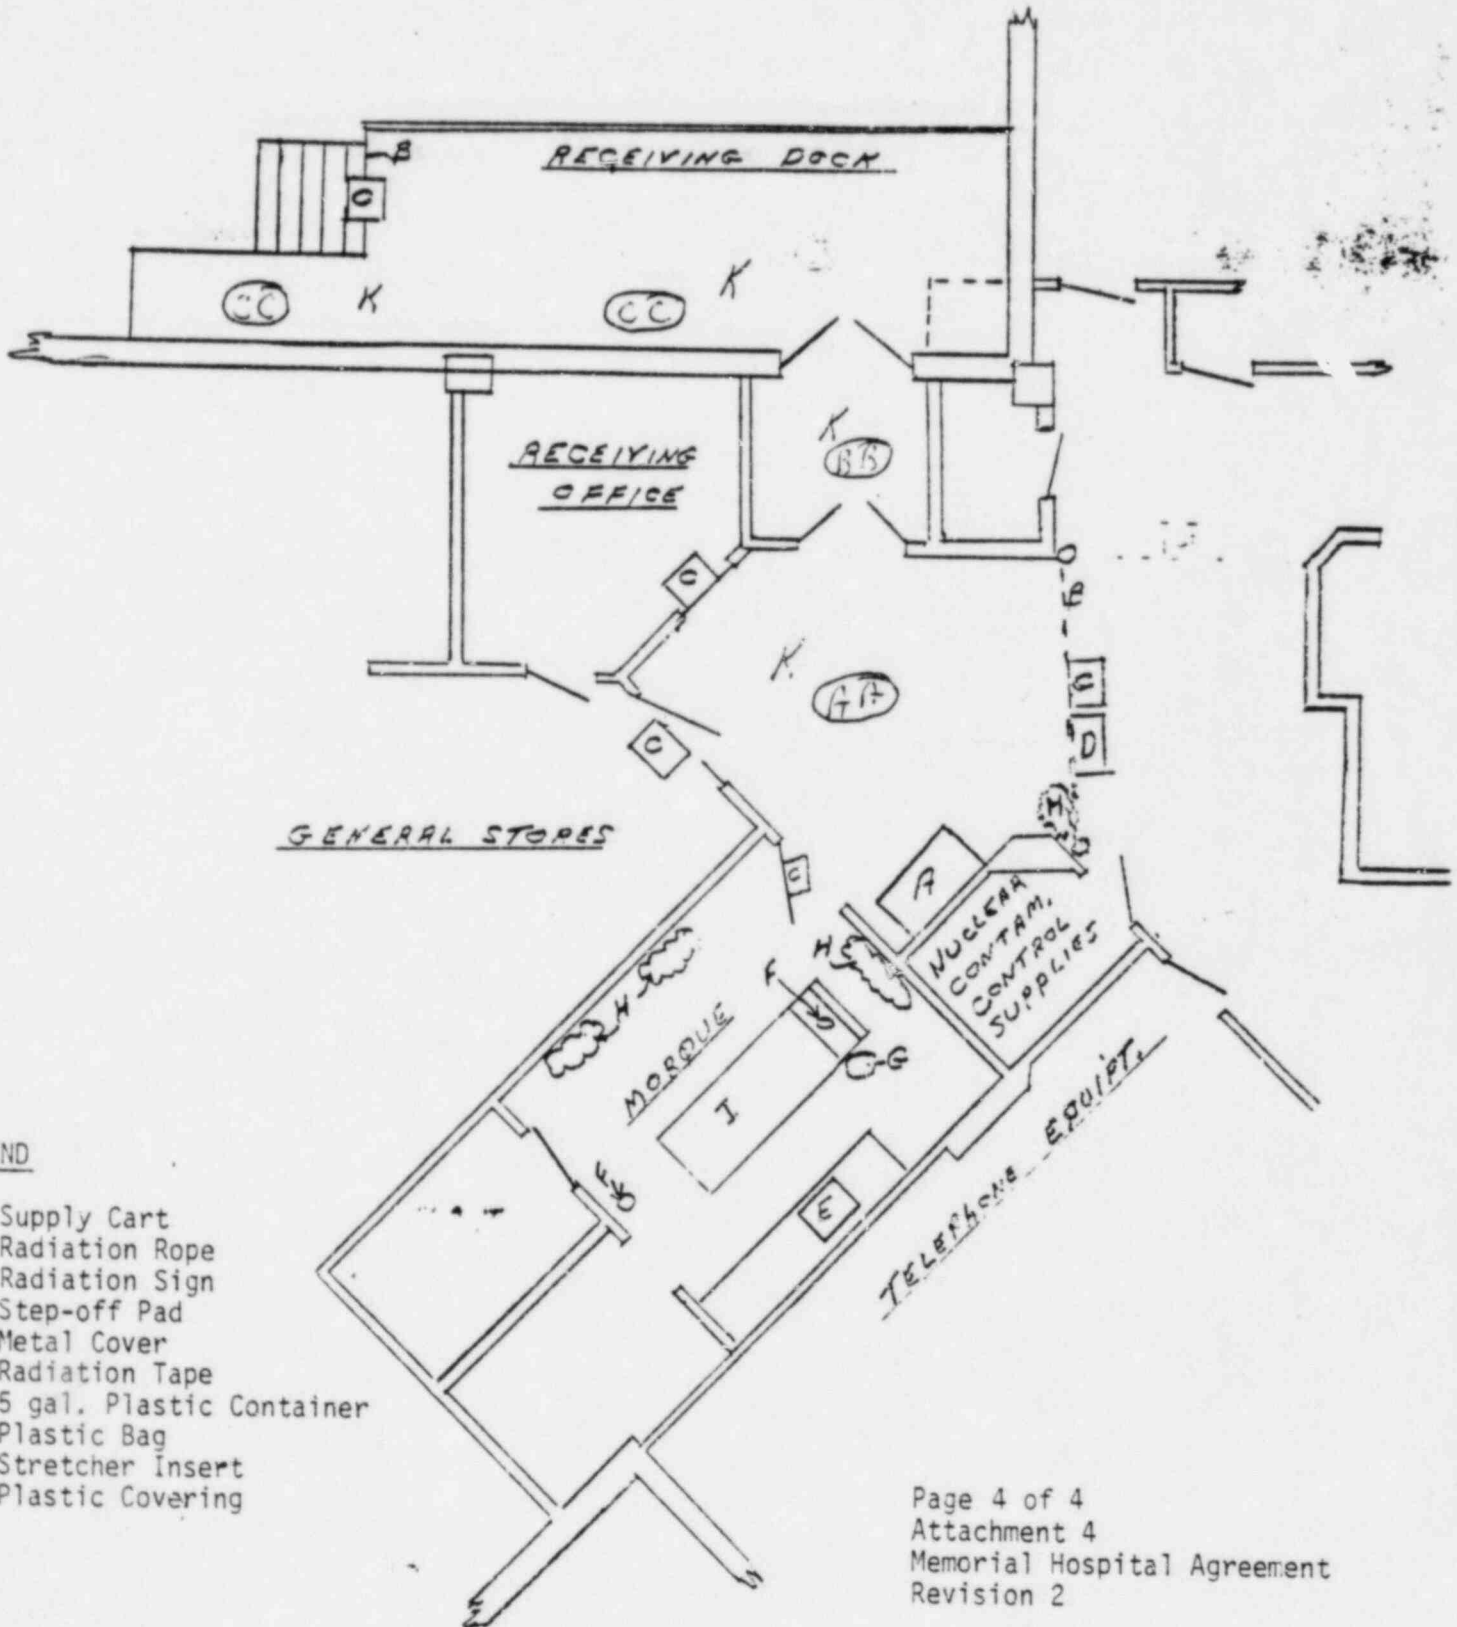 RECEIVING DOCK
B
C
CC
K
CC
K
K
BB
RECEIVING
OFFICE
C
B
K
AA
C
D
C
H
GENERAL STORES
C
A
NUCLEAR
CONTAM.
CONTROL
SUPPLIES
H
F
H
MORQUE
G
I
F
E
TELEPHONE EQUIPT.
ND
Supply Cart
Radiation Rope
Radiation Sign
Step-off Pad
Metal Cover
Radiation Tape
5 gal. Plastic Container
Plastic Bag
Stretcher Insert
Plastic Covering
Page 4 of 4
Attachment 4
Memorial Hospital Agreement
Revision 2